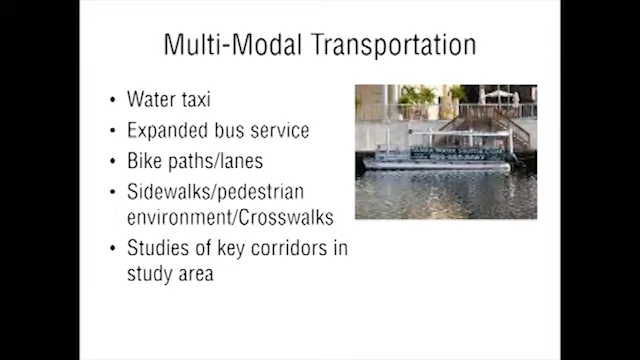 Multi-Modal Transportation
• Water taxi
• Expanded bus service
• Bike paths/lanes
• Sidewalks/pedestrian
environment/Crosswalks
• Studies of key corridors in
study area